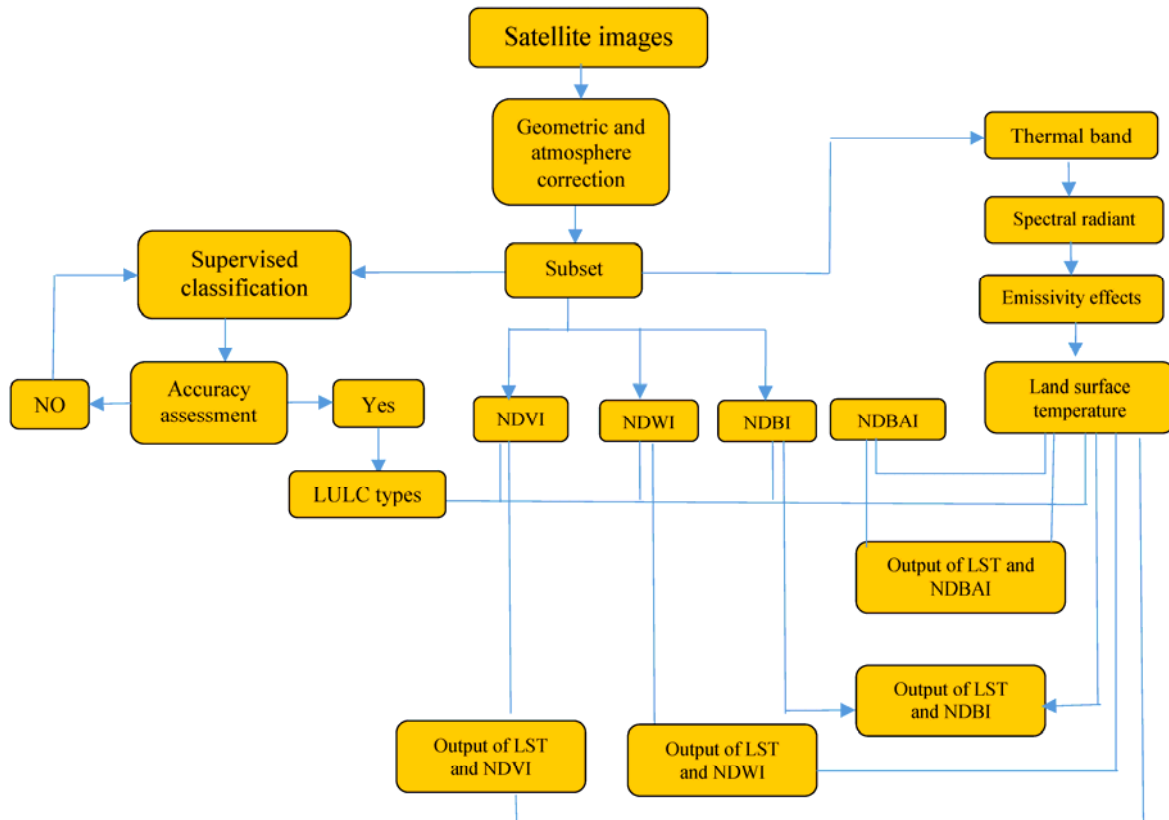 Satellite images
Geometric and
atmosphere
correction
Thermal band
Spectral radiant
Supervised
classification
Subset
Emissivity effects
NO
Accuracy
assessment
Yes
NDVI
NDWI
NDBI
NDBAI
Land surface
temperature
LULC types
Output of LST and
NDBAI
Output of LST
and NDBI
Output of LST
and NDVI
Output of LST
and NDWI